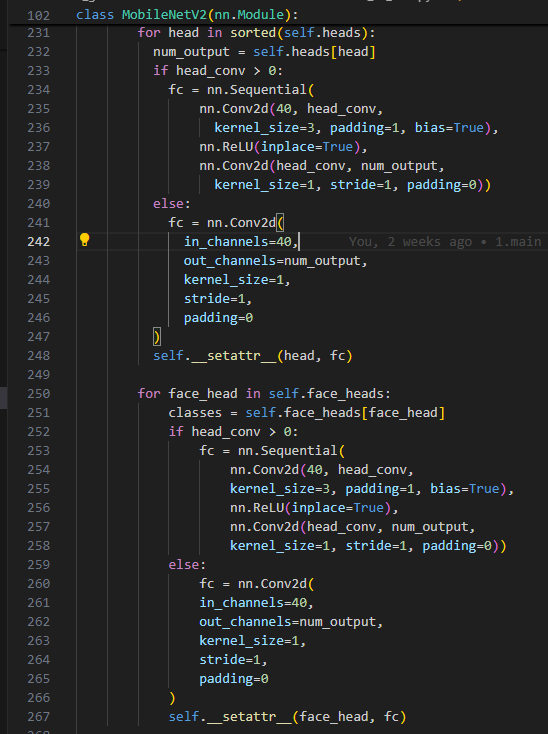 102 class MobileNetV2(nn.Module):
231 for head in sorted(self.heads):
232 num_output = self.heads[head]
233 if head_conv > 0:
234 fc = nn.Sequential(
235 nn.Conv2d(40, head_conv,
236 kernel_size=3, padding=1, bias=True),
237 nn.ReLU(inplace=True),
238 nn.Conv2d(head_conv, num_output,
239 kernel_size=1, stride=1, padding=0))
240 else:
241 fc = nn.Conv2d(
242 in_channels=40, You, 2 weeks ago • 1.main
243 out_channels=num_output,
244 kernel_size=1,
245 stride=1,
246 padding=0
247 )
248 self.__setattr__(head, fc)
249
250 for face_head in self.face_heads:
251 classes = self.face_heads[face_head]
252 if head_conv > 0:
253 fc = nn.Sequential(
254 nn.Conv2d(40, head_conv,
255 kernel_size=3, padding=1, bias=True),
256 nn.ReLU(inplace=True),
257 nn.Conv2d(head_conv, num_output,
258 kernel_size=1, stride=1, padding=0))
259 else:
260 fc = nn.Conv2d(
261 in_channels=40,
262 out_channels=num_output,
263 kernel_size=1,
264 stride=1,
265 padding=0
266 )
267 self.__setattr__(face_head, fc)